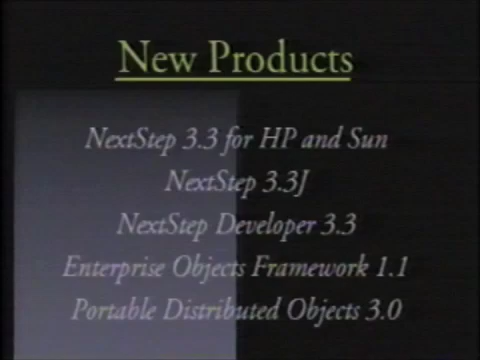 New Products
NextStep 3.3 for HP and Sun
NextStep 3.3J
NextStep Developer 3.3
Enterprise Objects Framework 1.1
Portable Distributed Objects 3.0